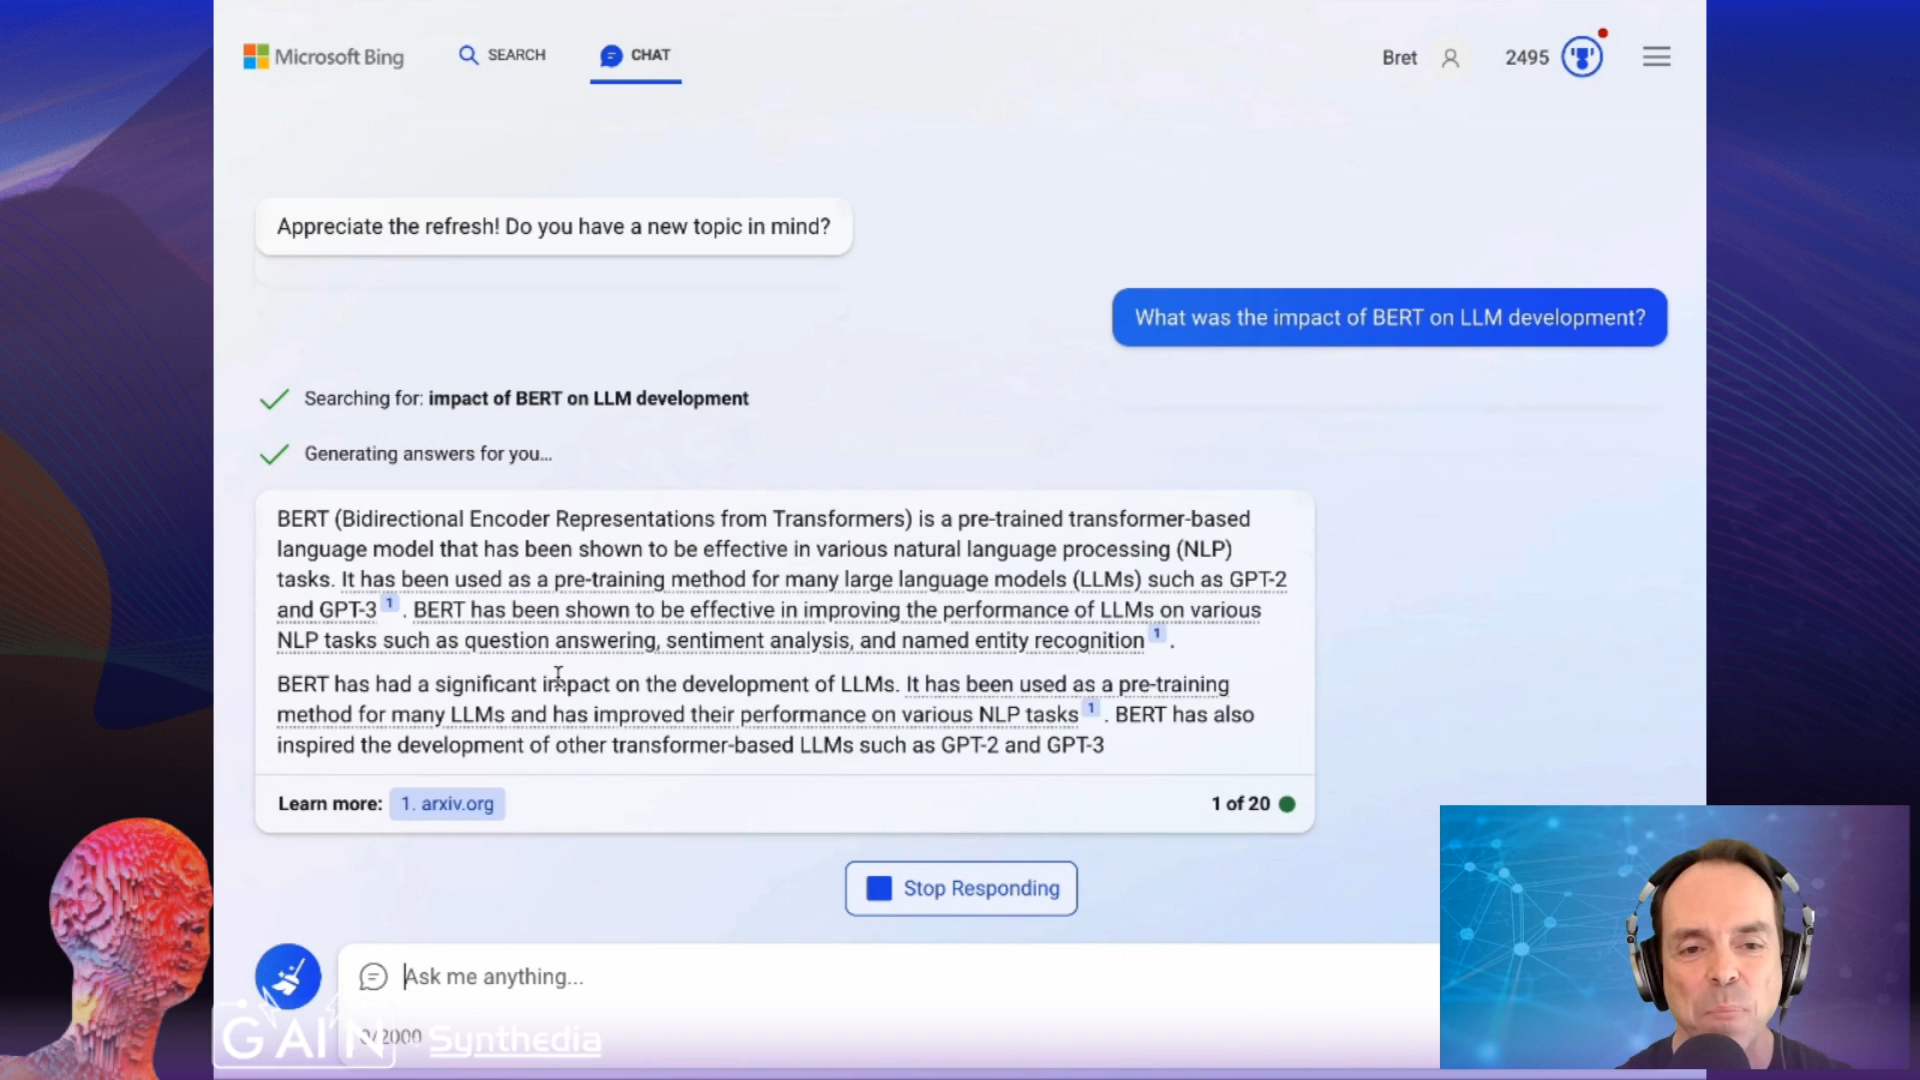 Microsoft Bing
SEARCH
CHAT
Bret
2495
Appreciate the refresh! Do you have a new topic in mind?
What was the impact of BERT on LLM development?
Searching for: impact of BERT on LLM development
Generating answers for you...
BERT (Bidirectional Encoder Representations from Transformers) is a pre-trained transformer-based
language model that has been shown to be effective in various natural language processing (NLP)
tasks. It has been used as a pre-training method for many large language models (LLMs) such as GPT-2
and GPT-3 1 . BERT has been shown to be effective in improving the performance of LLMs on various
NLP tasks such as question answering, sentiment analysis, and named entity recognition 1 .
BERT has had a significant impact on the development of LLMs. It has been used as a pre-training
method for many LLMs and has improved their performance on various NLP tasks 1 . BERT has also
inspired the development of other transformer-based LLMs such as GPT-2 and GPT-3
Learn more: 1. arxiv.org
1 of 20
Stop Responding
Ask me anything...
0/2000
GAIN
Synthedia